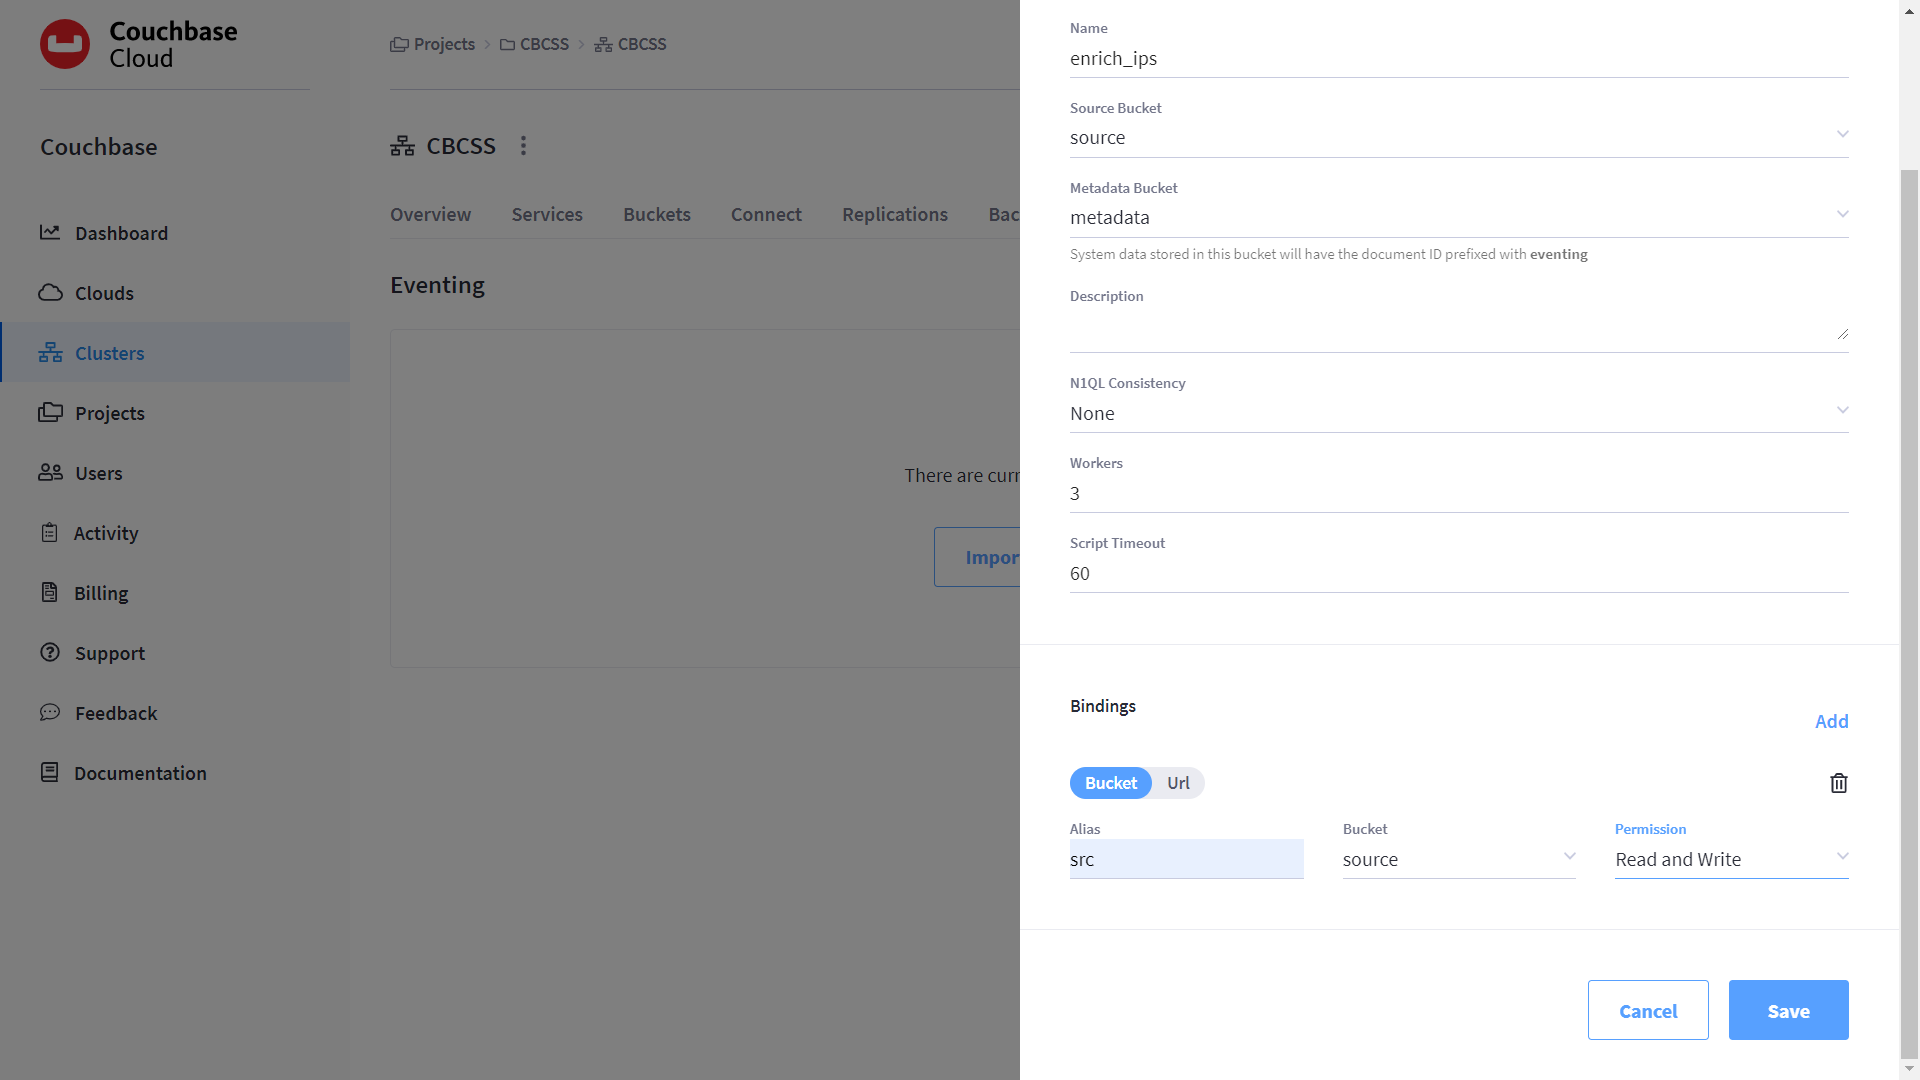 Couchbase
Cloud
Projects
CBCSS
CBCSS
Couchbase
Dashboard
Clouds
Clusters
Projects
Users
Activity
Billing
Support
Feedback
Documentation
CBCSS
Overview Services Buckets Connect Replications Bac
Eventing
There are curr
Impor
Name
enrich_ips
Source Bucket
source
Metadata Bucket
metadata
System data stored in this bucket will have the document ID prefixed with eventing
Description
N1QL Consistency
None
Workers
3
Script Timeout
60
Bindings
Add
Bucket Url
Alias Bucket Permission
src source Read and Write
Cancel Save